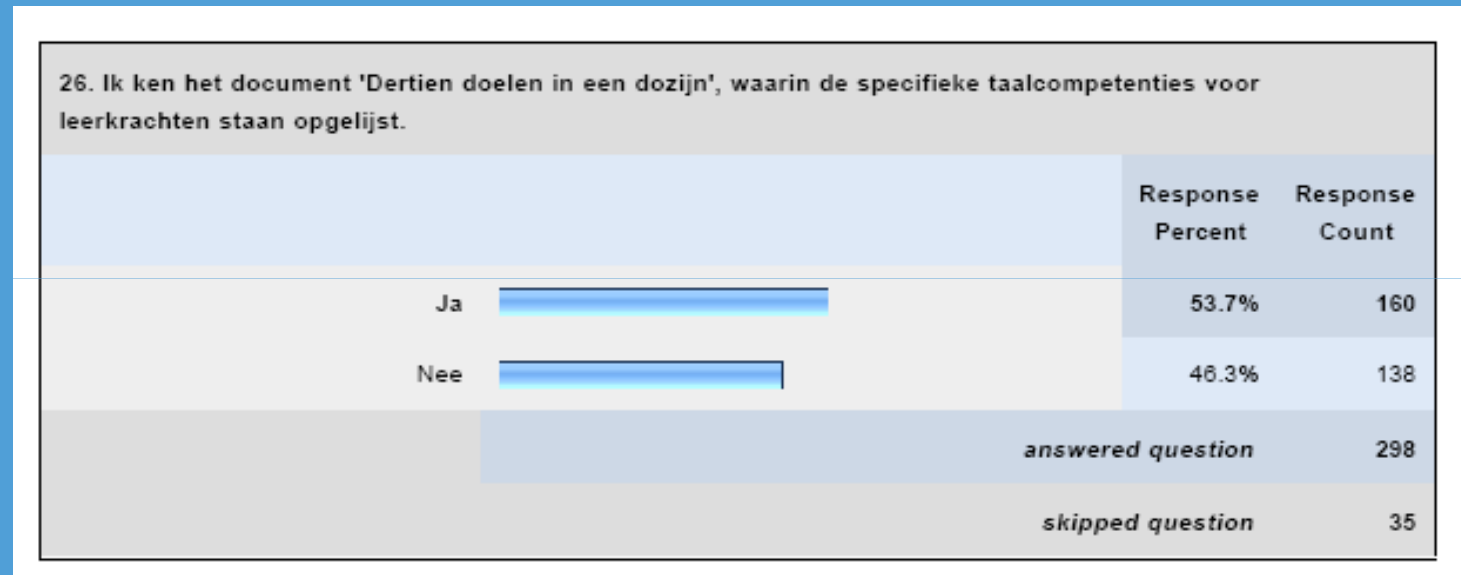 26. Ik ken het document 'Dertien doelen in een dozijn', waarin de specifieke taalcompetenties voor
leerkrachten staan opgelijst.
Response Percent Response Count
Ja 53.7% 160
Nee 46.3% 138
answered question 298
skipped question 35